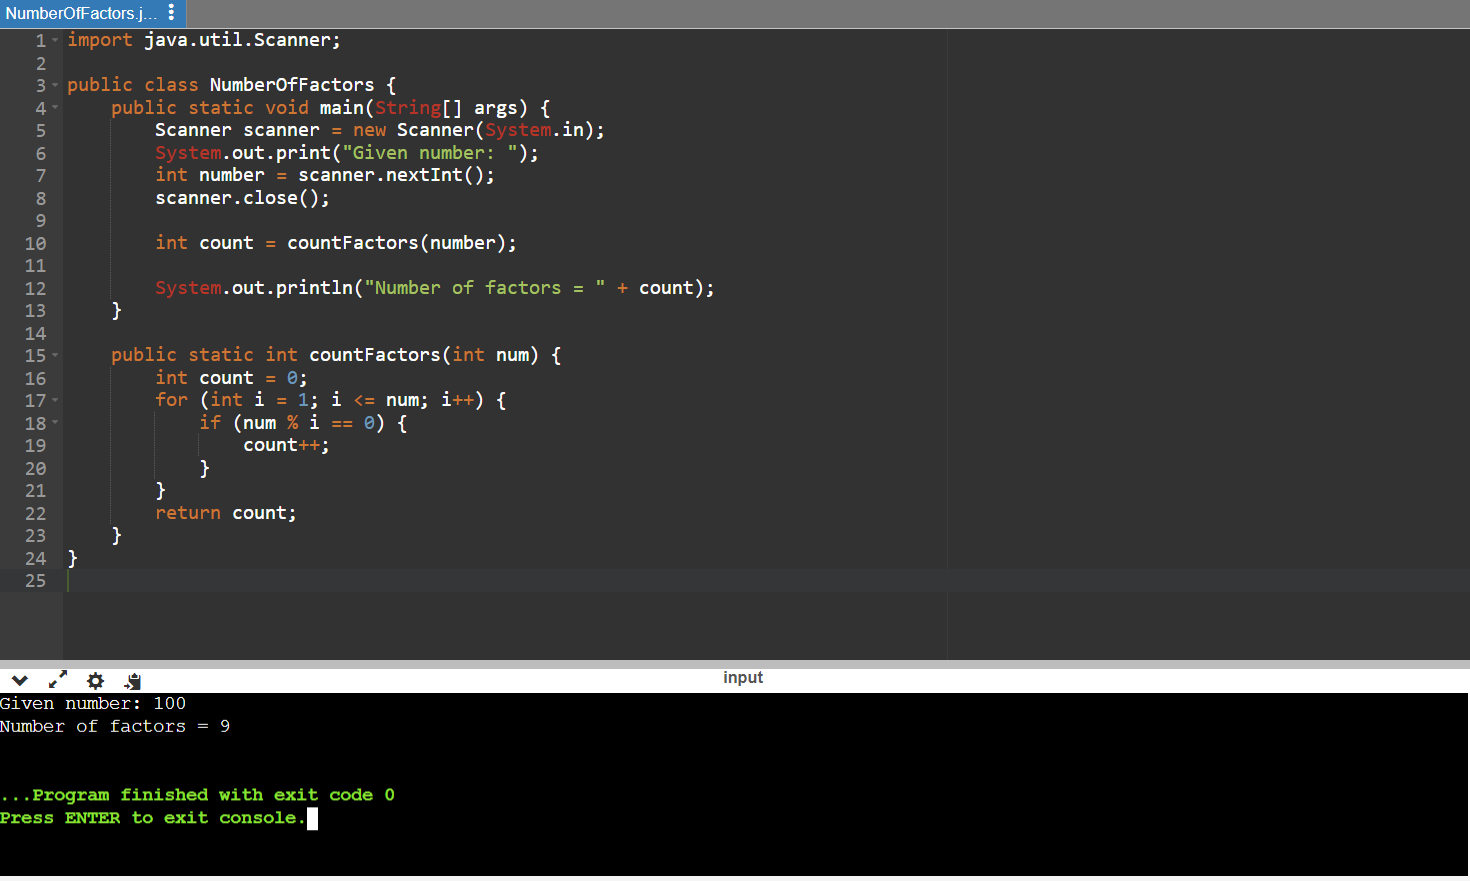 NumberOfFactors.j...
1 import java.util.Scanner;
2
3 public class NumberOfFactors {
4     public static void main(String[] args) {
5         Scanner scanner = new Scanner(System.in);
6         System.out.print("Given number: ");
7         int number = scanner.nextInt();
8         scanner.close();
9
10         int count = countFactors(number);
11
12         System.out.println("Number of factors = " + count);
13     }
14
15     public static int countFactors(int num) {
16         int count = 0;
17         for (int i = 1; i <= num; i++) {
18             if (num % i == 0) {
19                 count++;
20             }
21         }
22         return count;
23     }
24 }
25
input
Given number: 100
Number of factors = 9
...Program finished with exit code 0
Press ENTER to exit console.